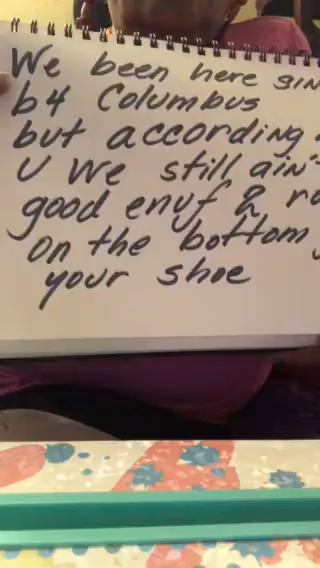 We been here sin
b4 Columbus
but according
U We still ain'
good enuf &
on the bottom
your shoe